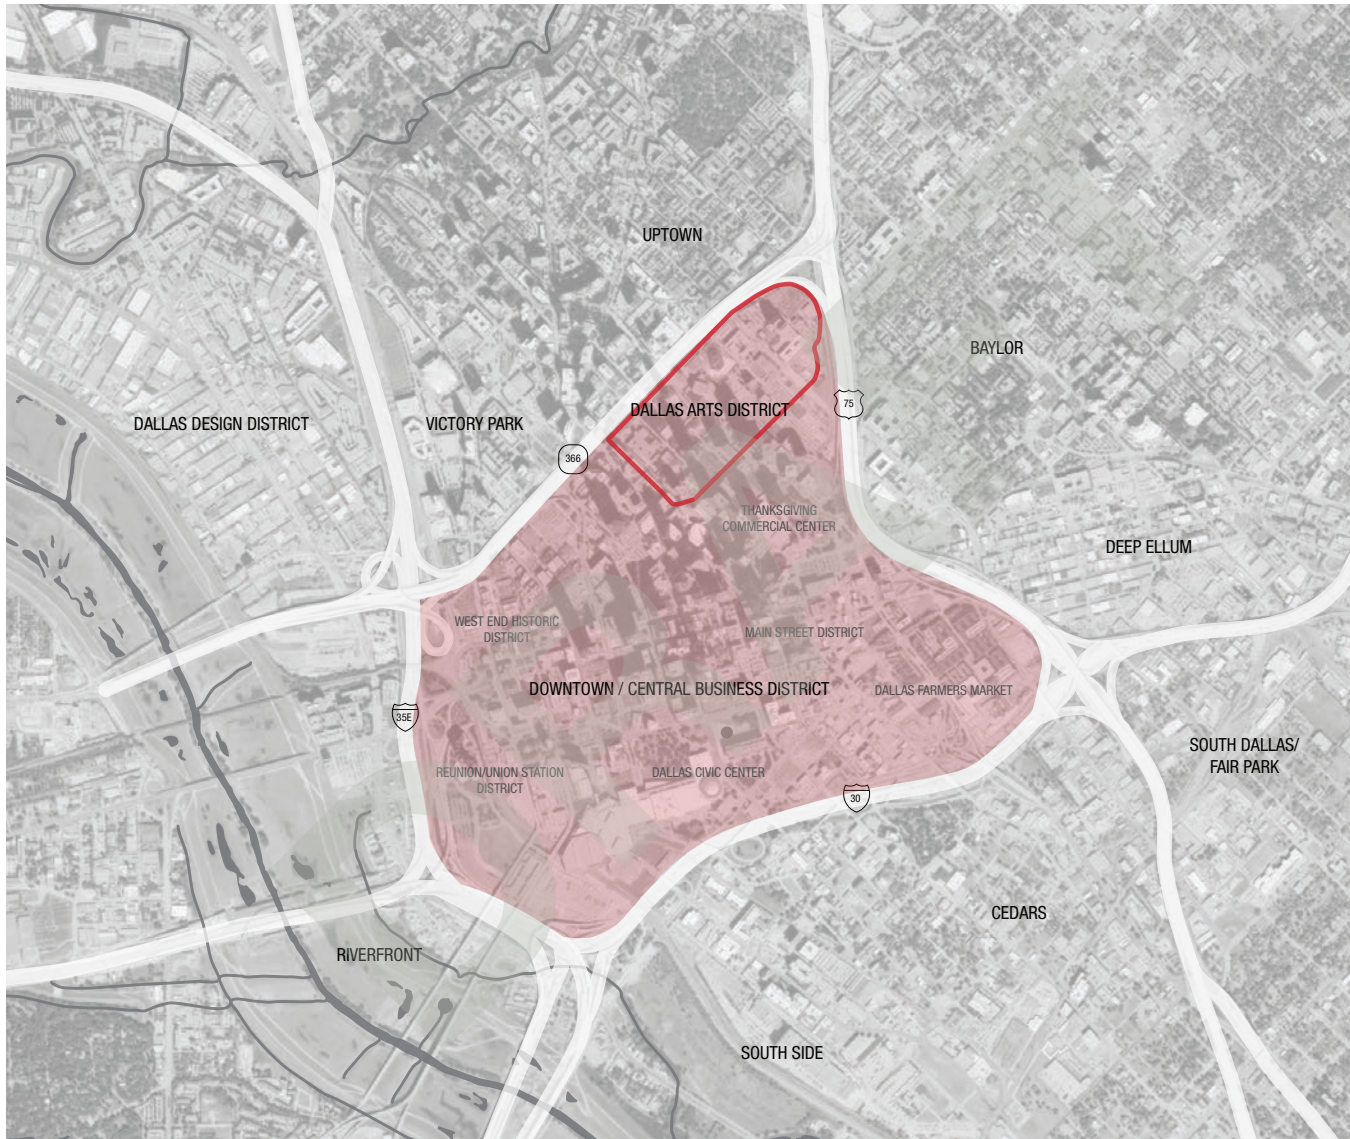 UPTOWN
BAYLOR
75
DALLAS ARTS DISTRICT
DALLAS DESIGN DISTRICT
VICTORY PARK
366
THANKSGIVING
COMMERCIAL CENTER
DEEP ELLUM
WEST END HISTORIC
DISTRICT
MAIN STREET DISTRICT
DOWNTOWN / CENTRAL BUSINESS DISTRICT
DALLAS FARMERS MARKET
35E
SOUTH DALLAS/
FAIR PARK
REUNION/UNION STATION
DISTRICT
DALLAS CIVIC CENTER
30
CEDARS
RIVERFRONT
SOUTH SIDE